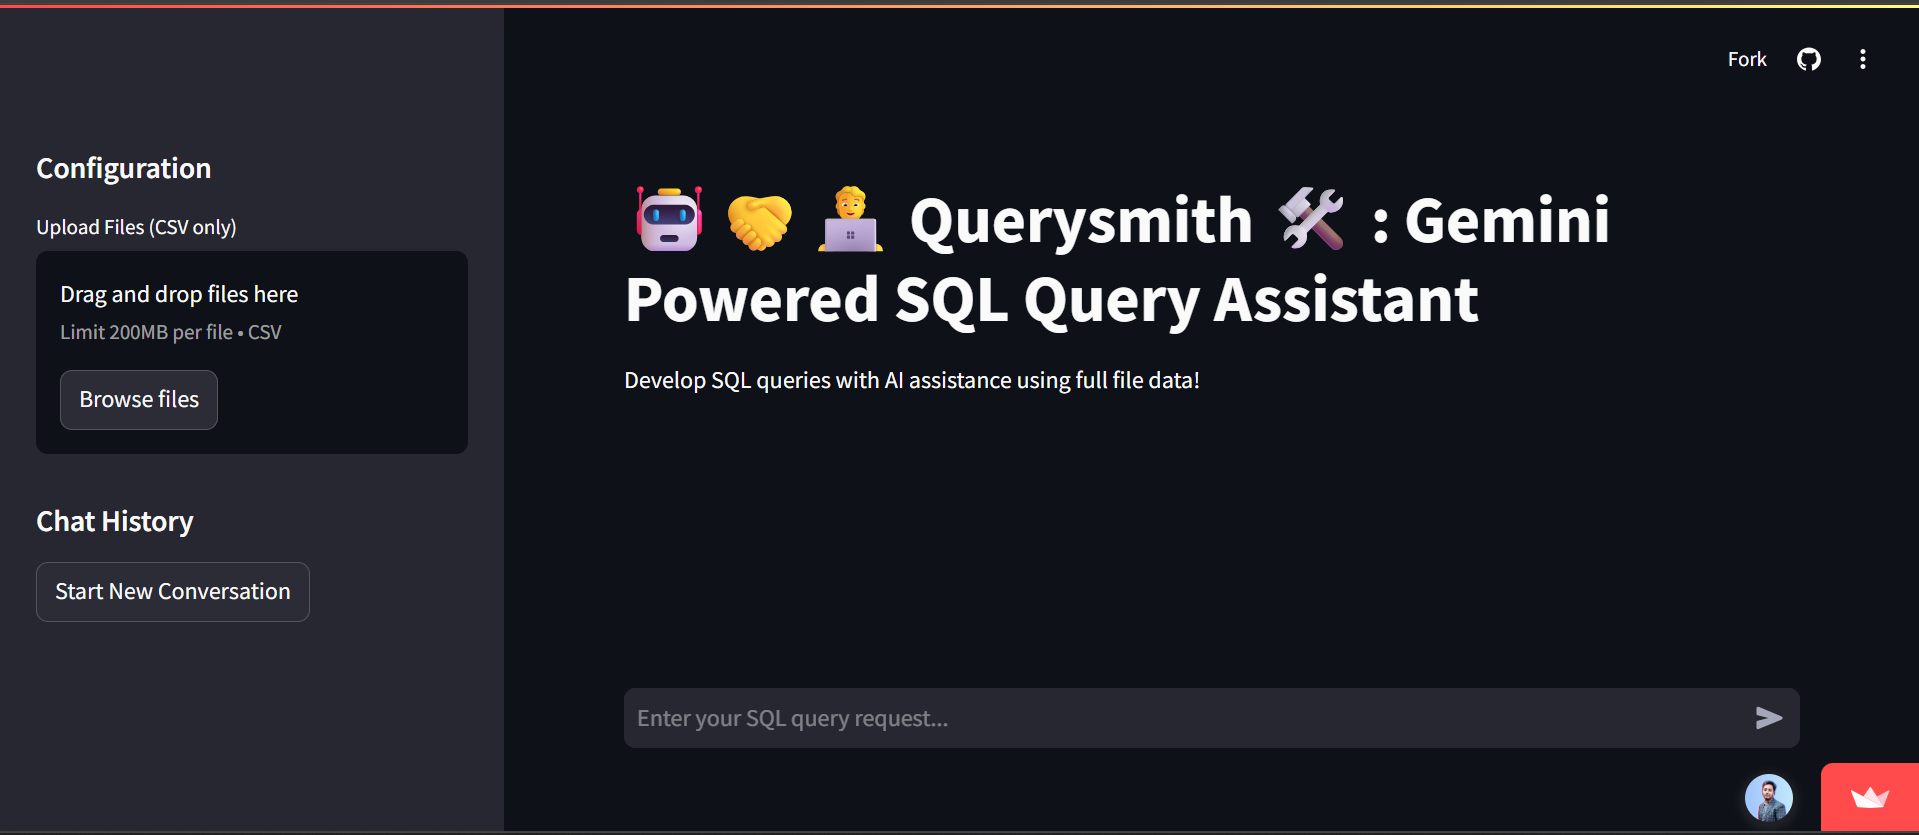 Fork
Configuration
Upload Files (CSV only)
Drag and drop files here
Limit 200MB per file • CSV
Browse files
Chat History
Start New Conversation
🤖 🤝 🧑‍💻 Querysmith 🛠️ : Gemini
Powered SQL Query Assistant
Develop SQL queries with AI assistance using full file data!
Enter your SQL query request...